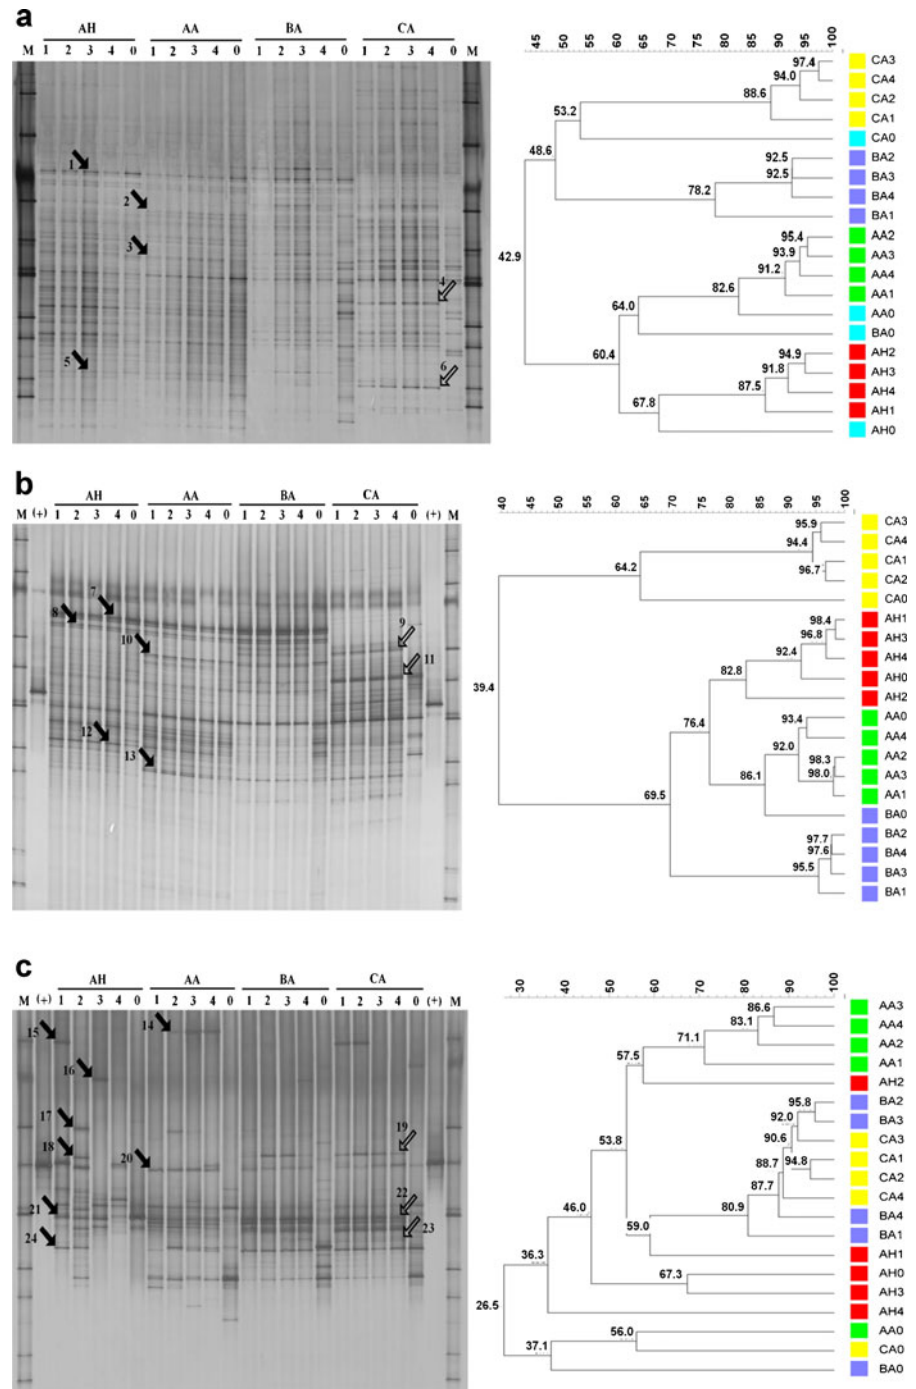 a
AH AA BA CA
M 1 2 3 4 0 1 2 3 4 0 1 2 3 4 0 1 2 3 4 0 M
1
2
3
4
5
6
45 50 55 60 65 70 75 80 85 90 95 100
97.4 CA3
94.0 CA4
88.6 CA2
CA1
53.2 CA0
48.6
92.5 BA2
92.5 BA3
BA4
78.2 BA1
42.9
95.4 AA2
93.9 AA3
91.2 AA4
82.6 AA1
64.0 AA0
BA0
60.4
94.9 AH2
91.8 AH3
87.5 AH4
67.8 AH1
AH0
b
AH AA BA CA
M (+) 1 2 3 4 0 1 2 3 4 0 1 2 3 4 0 1 2 3 4 0 (+) M
7
8
9
10
11
12
13
40 45 50 55 60 65 70 75 80 85 90 95 100
95.9 CA3
94.4 CA4
64.2 CA1
96.7 CA2
CA0
98.4 AH1
96.8 AH3
92.4 AH4
82.8 AH0
39.4 AH2
76.4
93.4 AA0
92.0 AA4
98.3 AA2
98.0 AA3
86.1 AA1
69.5 BA0
97.7 BA2
97.6 BA4
95.5 BA3
BA1
c
AH AA BA CA
M (+) 1 2 3 4 0 1 2 3 4 0 1 2 3 4 0 1 2 3 4 0 (+) M
14
15
16
17
18
19
20
21
22
23
24
30 40 50 60 70 80 90 100
86.6 AA3
83.1 AA4
71.1 AA2
57.5 AA1
AH2
95.8 BA2
92.0 BA3
53.8 90.6 CA3
88.7 94.8 CA1
87.7 CA2
CA4
46.0 80.9 BA4
59.0 BA1
AH1
36.3 67.3 AH0
AH3
26.5 AH4
56.0 AA0
37.1 CA0
BA0